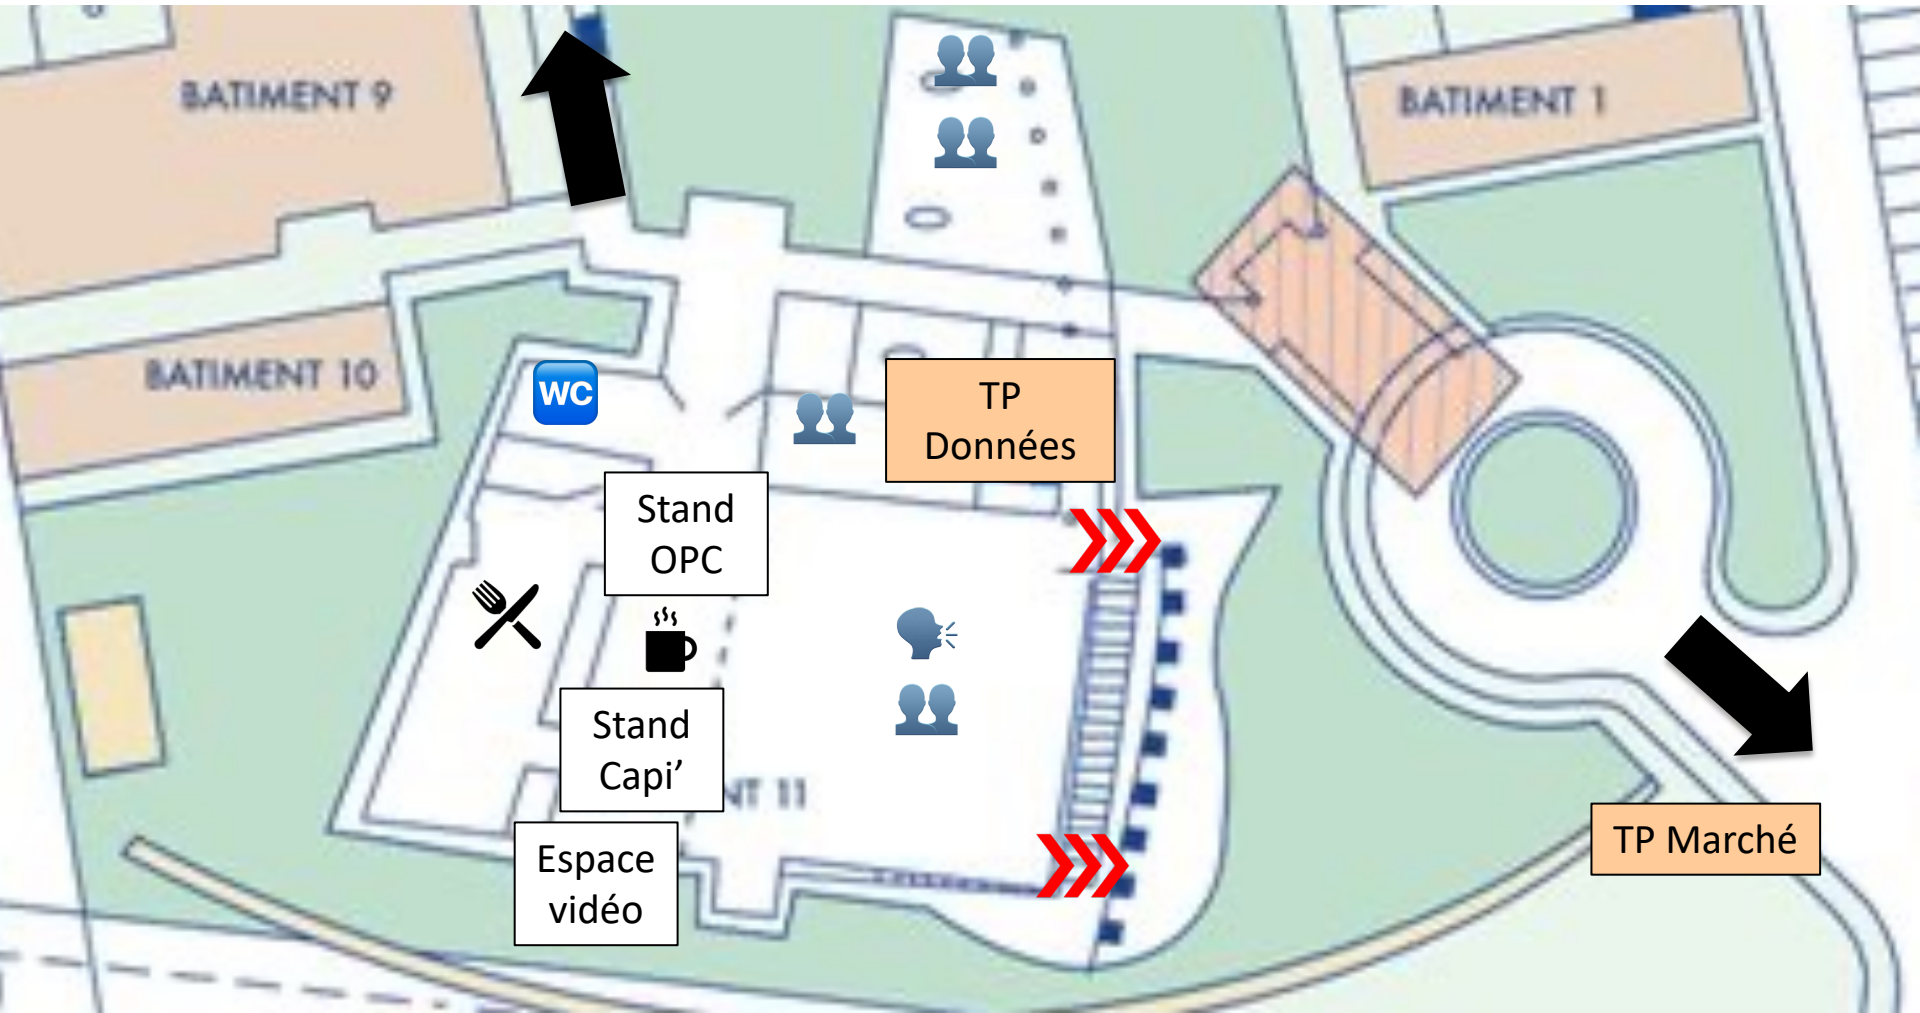 BATIMENT 9
BATIMENT 1
BATIMENT 10
WC
TP
Données
Stand
OPC
Stand
Capi’
NT 11
Espace
vidéo
TP Marché